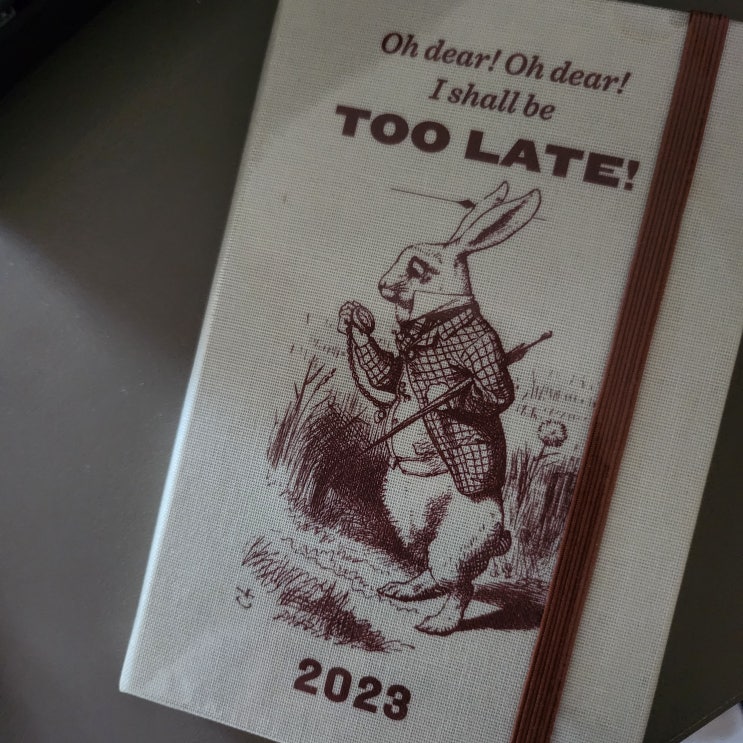 Oh dear! Oh dear!
I shall be
TOO LATE!
2023